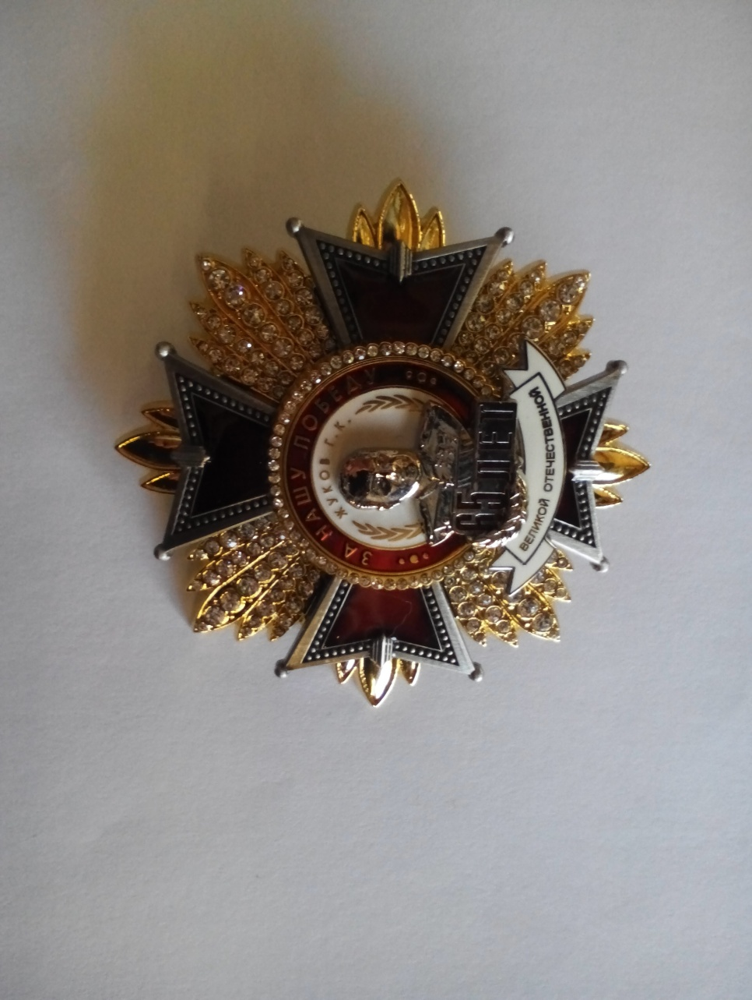 ЗА НАШУ ПОБЕДУ
ЖУКОВ Г.К.
65 ЛЕТ
ВЕЛИКОЙ ОТЕЧЕСТВЕННОЙ